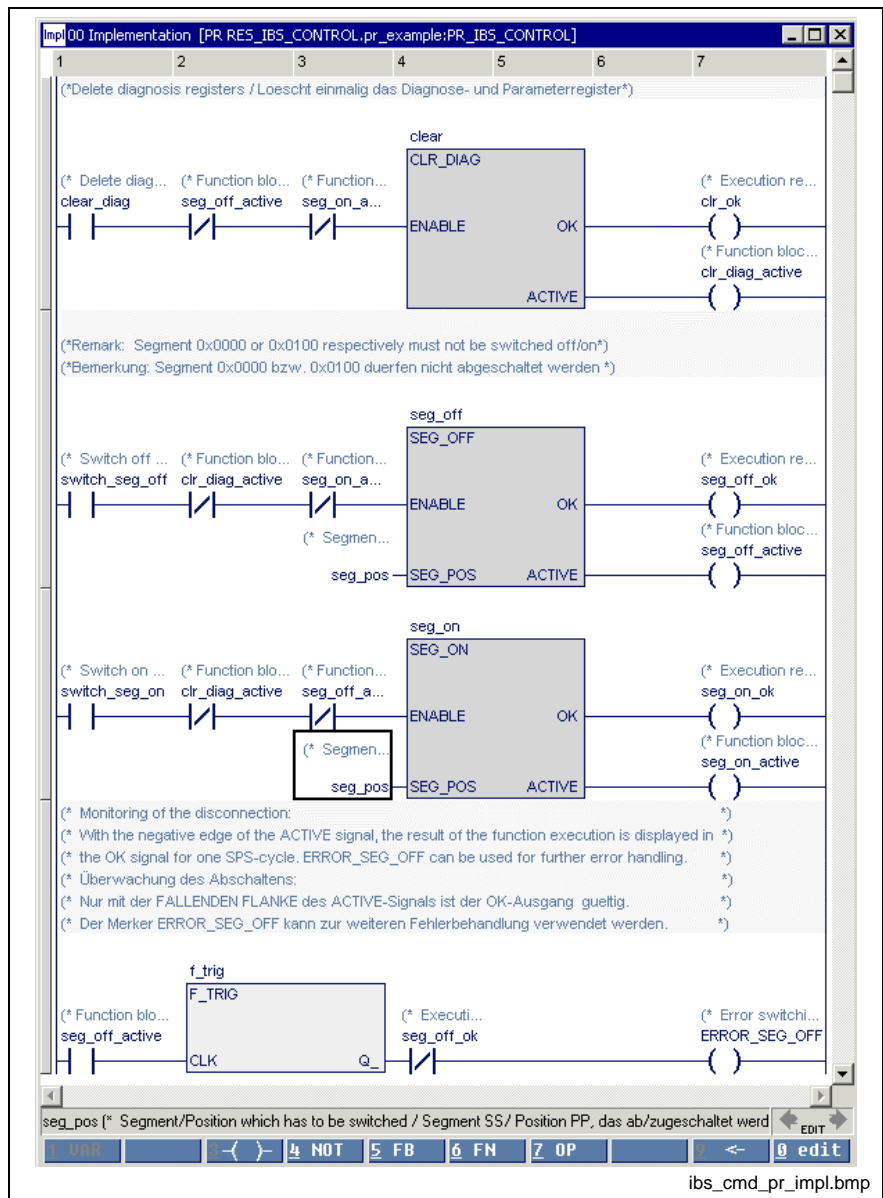 Impl 00 Implementation [PR RES_IBS_CONTROL.pr_example:PR_IBS_CONTROL]
1 2 3 4 5 6 7
(*Delete diagnosis registers / Loescht einmalig das Diagnose- und Parameterregister*)
clear
CLR_DIAG
(* Delete diag... (* Function blo... (* Function... (* Execution re...
clear_diag seg_off_active seg_on_a... clr_ok
ENABLE OK
(* Function bloc...
clr_diag_active
ACTIVE
(*Remark: Segment 0x0000 or 0x0100 respectively must not be switched off/on*)
(*Bemerkung: Segment 0x0000 bzw. 0x0100 duerfen nicht abgeschaltet werden *)
seg_off
SEG_OFF
(* Switch off ... (* Function blo... (* Function... (* Execution re...
switch_seg_off clr_diag_active seg_on_a... seg_off_ok
ENABLE OK
(* Segmen... (* Function bloc...
seg_off_active
seg_pos SEG_POS ACTIVE
seg_on
SEG_ON
(* Switch on ... (* Function blo... (* Function... (* Execution re...
switch_seg_on clr_diag_active seg_off_a... seg_on_ok
ENABLE OK
(* Segmen... (* Function bloc...
seg_on_active
seg_pos SEG_POS ACTIVE
(* Monitoring of the disconnection: *)
(* With the negative edge of the ACTIVE signal, the result of the function execution is displayed in *)
(* the OK signal for one SPS-cycle. ERROR_SEG_OFF can be used for further error handling. *)
(* Überwachung des Abschaltens: *)
(* Nur mit der FALLENDEN FLANKE des ACTIVE-Signals ist der OK-Ausgang gueltig. *)
(* Der Merker ERROR_SEG_OFF kann zur weiteren Fehlerbehandlung verwendet werden. *)
f_trig
F_TRIG
(* Function blo... (* Executi... (* Error switchi...
seg_off_active seg_off_ok ERROR_SEG_OFF
CLK Q_
seg_pos (* Segment/Position which has to be switched / Segment SS/ Position PP, das ab/zugeschaltet werd EDIT
1 VAR 3-( )- 4 NOT 5 FB 6 FN 7 OP 9 <- 0 edit
ibs_cmd_pr_impl.bmp